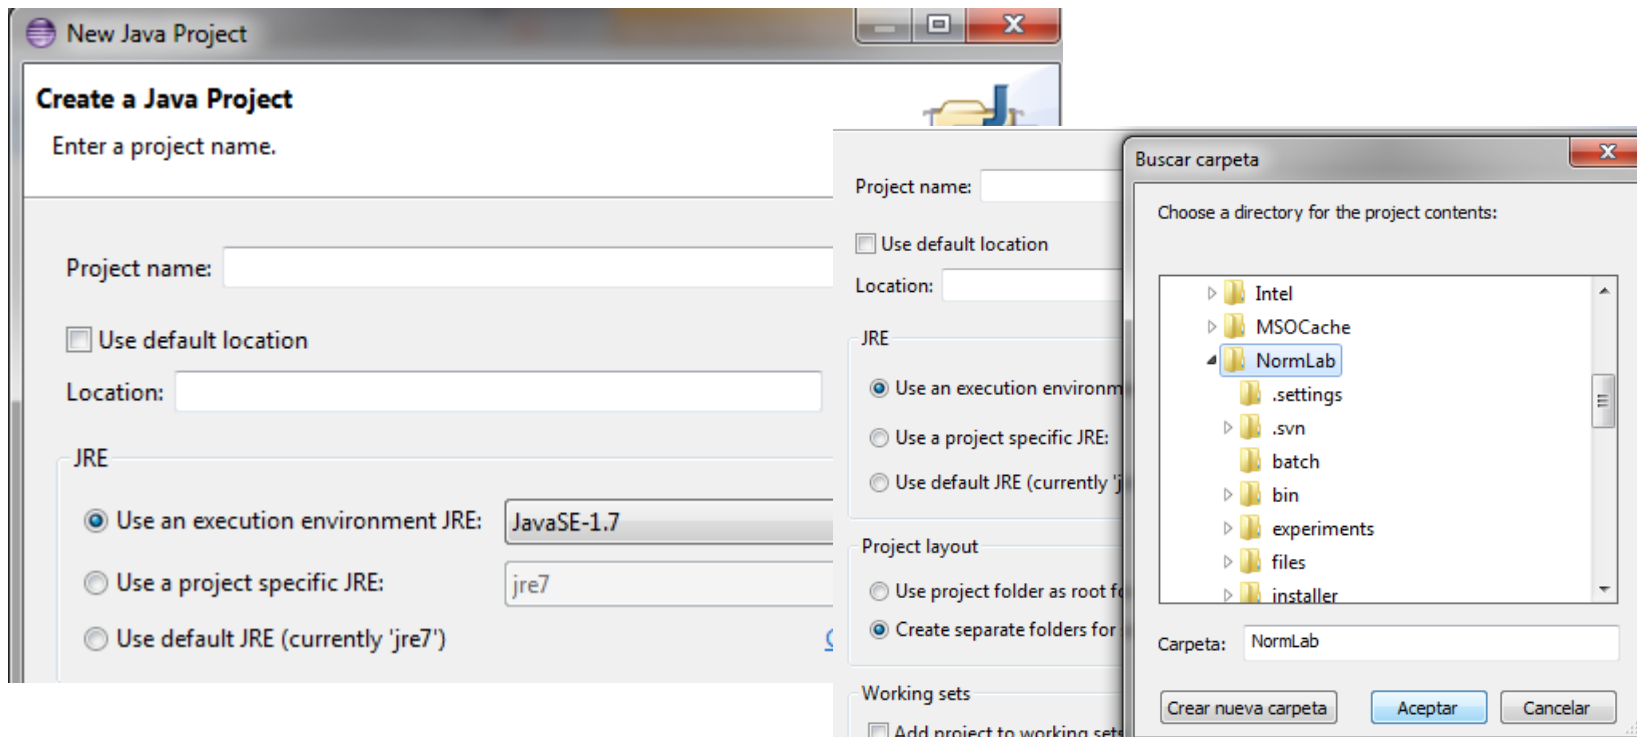 New Java Project
Create a Java Project
Enter a project name.
Project name:
Use default location
Location:
JRE
Use an execution environment JRE:
JavaSE-1.7
Use a project specific JRE:
jre7
Use default JRE (currently 'jre7')
Project name:
Use default location
Location:
JRE
Use an execution environm
Use a project specific JRE:
Use default JRE (currently 'j
Project layout
Use project folder as root fo
Create separate folders for
Working sets
Add project to working sets
Buscar carpeta
Choose a directory for the project contents:
Intel
MSOCache
NormLab
.settings
.svn
batch
bin
experiments
files
installer
Carpeta:
NormLab
Crear nueva carpeta
Aceptar
Cancelar